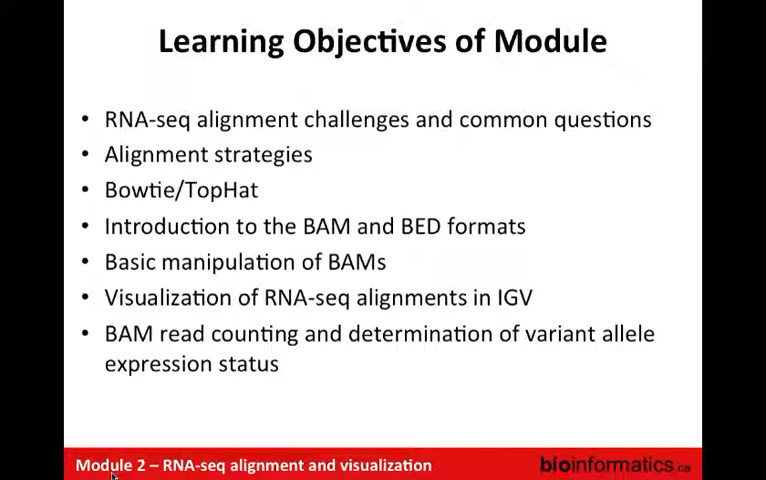 Learning Objectives of Module
• RNA-seq alignment challenges and common questions
• Alignment strategies
• Bowtie/TopHat
• Introduction to the BAM and BED formats
• Basic manipulation of BAMs
• Visualization of RNA-seq alignments in IGV
• BAM read counting and determination of variant allele
expression status
Module 2 – RNA-seq alignment and visualization
bioinformatics.ca